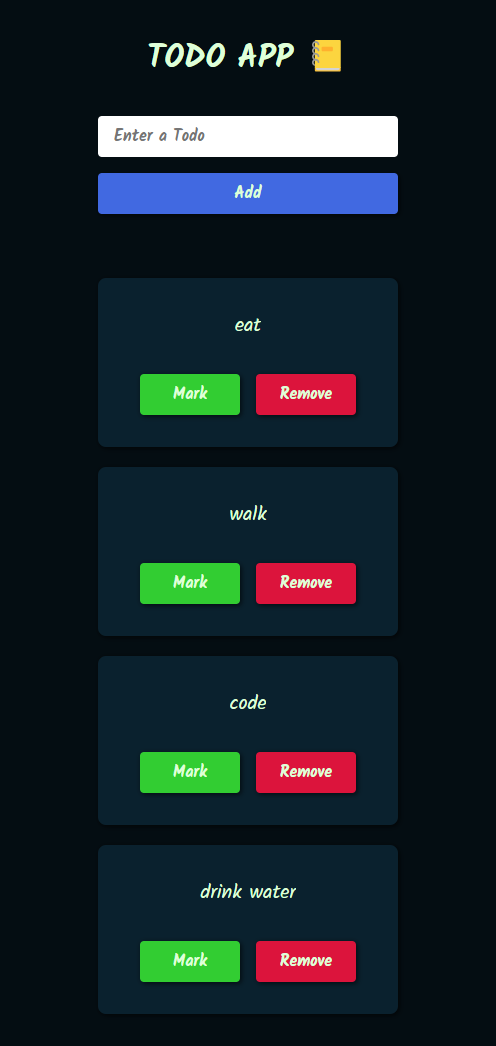 TODO APP 📒
Enter a Todo
Add
eat
Mark Remove
walk
Mark Remove
code
Mark Remove
drink water
Mark Remove